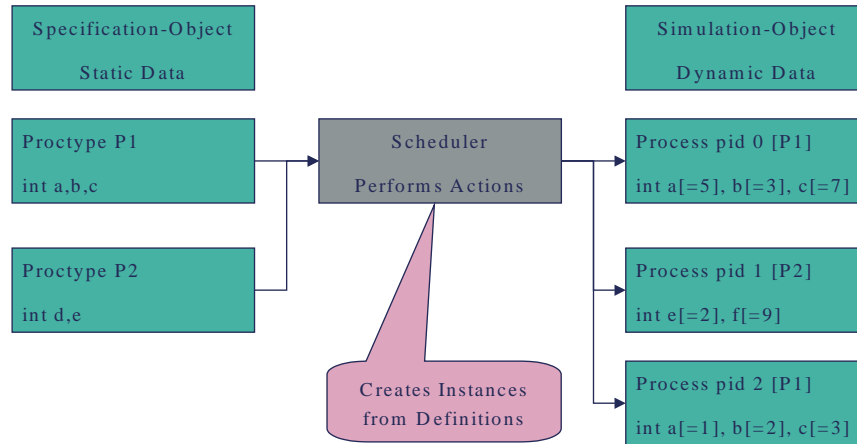 Specification-Object
Static Data
Simulation-Object
Dynamic Data
Proctype P1
int a,b,c
Scheduler
Performs Actions
Process pid 0 [P1]
int a[=5], b[=3], c[=7]
Proctype P2
int d,e
Process pid 1 [P2]
int e[=2], f[=9]
Creates Instances
from Definitions
Process pid 2 [P1]
int a[=1], b[=2], c[=3]